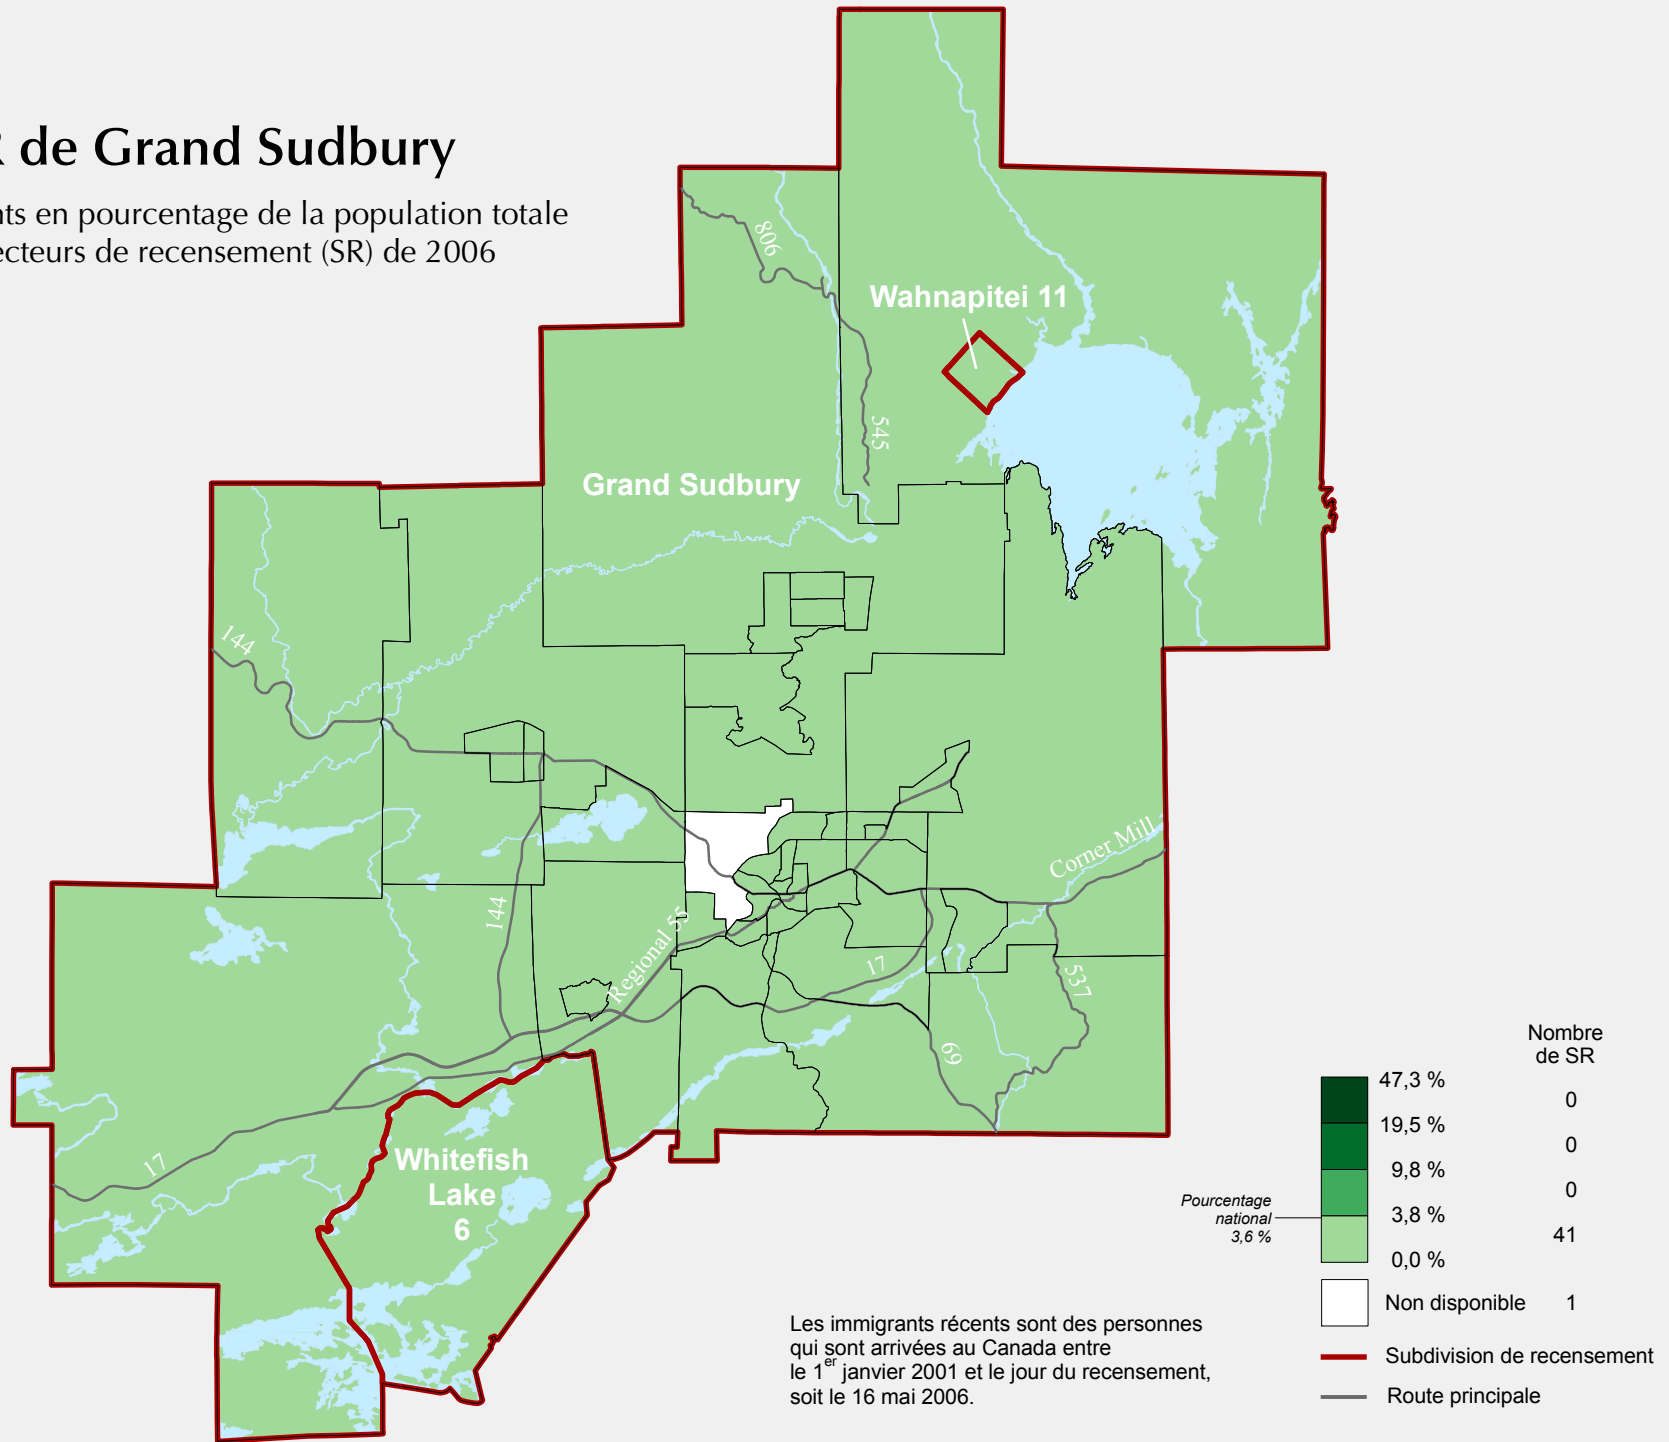 R de Grand Sudbury
nts en pourcentage de la population totale
ecteurs de recensement (SR) de 2006
806
Wahnapitei 11
545
Grand Sudbury
144
Corner Mill
144
Regional 55
17
537
69
17
Whitefish
Lake
6
Nombre
de SR
47,3 %
0
19,5 %
0
9,8 %
0
3,8 %
41
0,0 %
Pourcentage
national
3,6 %
Non disponible 1
Subdivision de recensement
Route principale
Les immigrants récents sont des personnes
qui sont arrivées au Canada entre
le 1er janvier 2001 et le jour du recensement,
soit le 16 mai 2006.